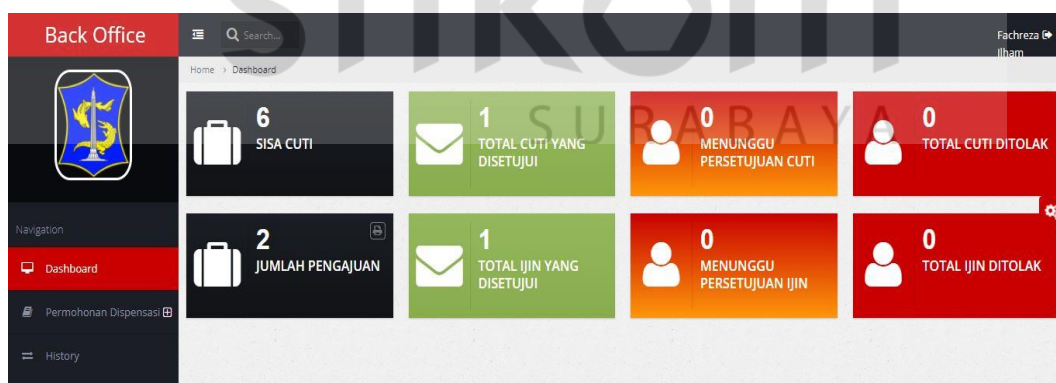 stikom
SURABAYA
Back Office
Search...
Fachreza
Ilham
Home > Dashboard
6
SISA CUTI
1
TOTAL CUTI YANG
DISETUJUI
0
MENUNGGU
PERSETUJUAN CUTI
0
TOTAL CUTI DITOLAK
Navigation
Dashboard
Permohonan Dispensasi
History
2
JUMLAH PENGAJUAN
1
TOTAL IJIN YANG
DISETUJUI
0
MENUNGGU
PERSETUJUAN IJIN
0
TOTAL IJIN DITOLAK